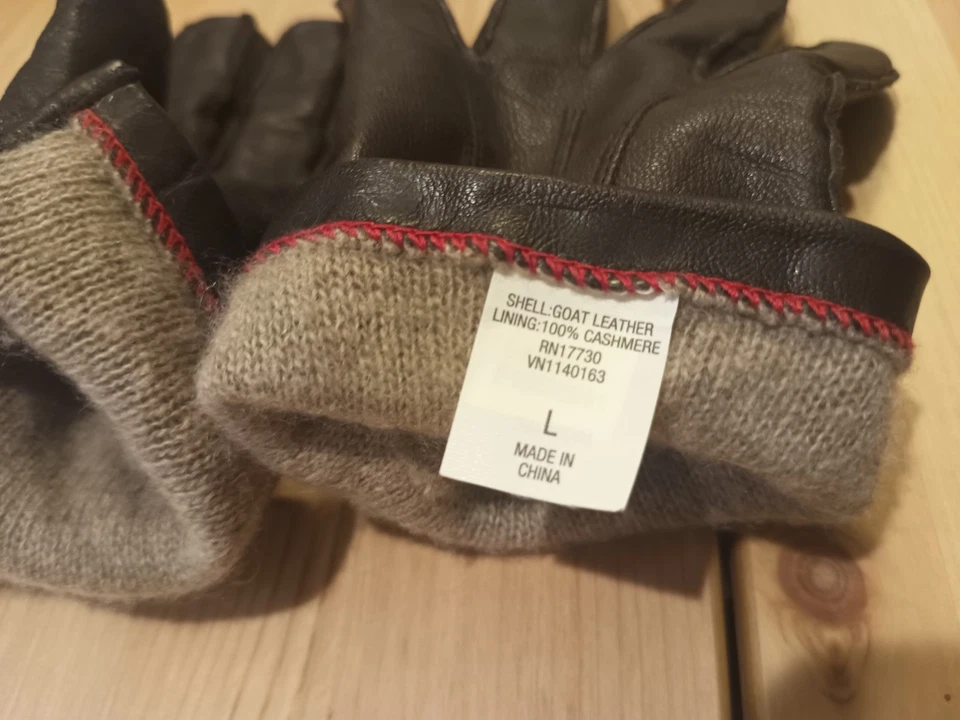 SHELL:GOAT LEATHER
LINING:100% CASHMERE
RN17730
VN1140163
L
MADE IN
CHINA